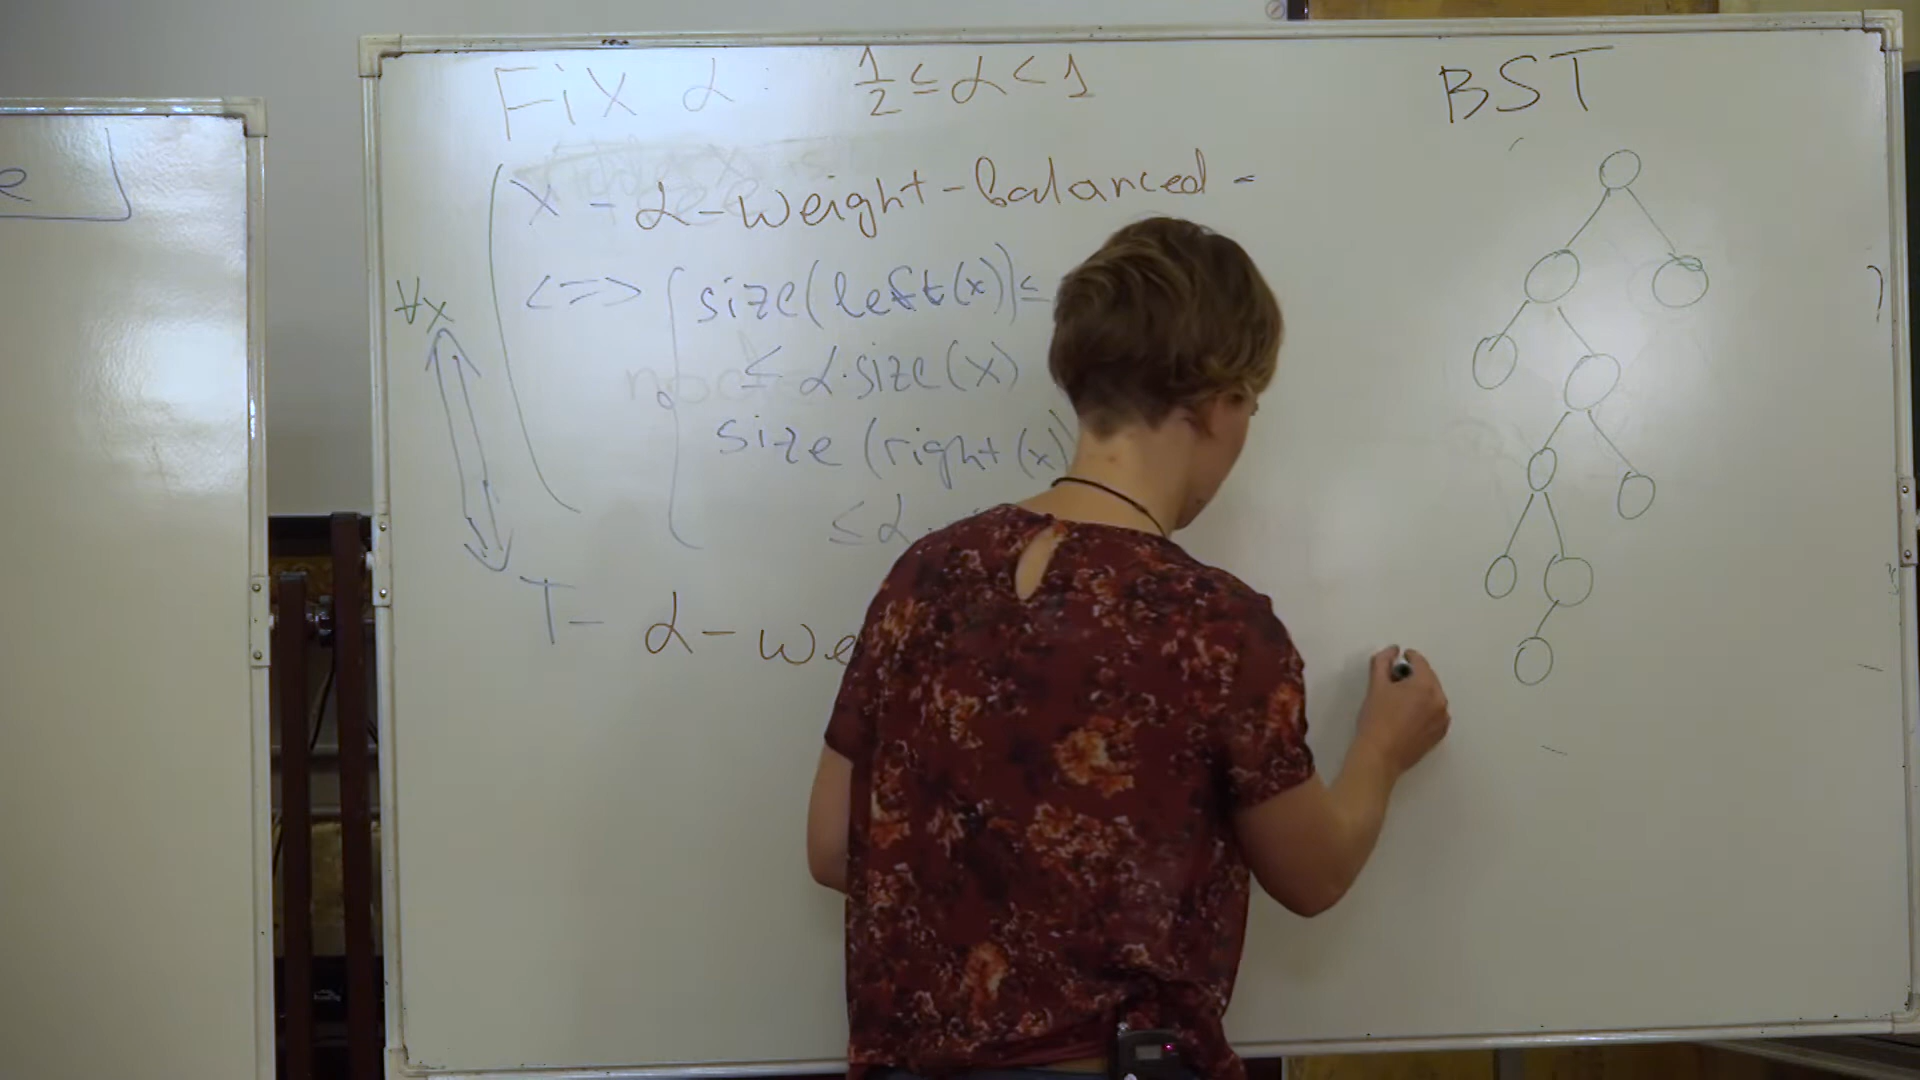 Fix α : 1/2 ≤ α < 1
BST
x - α-weight-balanced -
<=> { size(left(x)) ≤
∀x
≤ α·size(x)
size (right (x)
≤ α
T - α - we
e